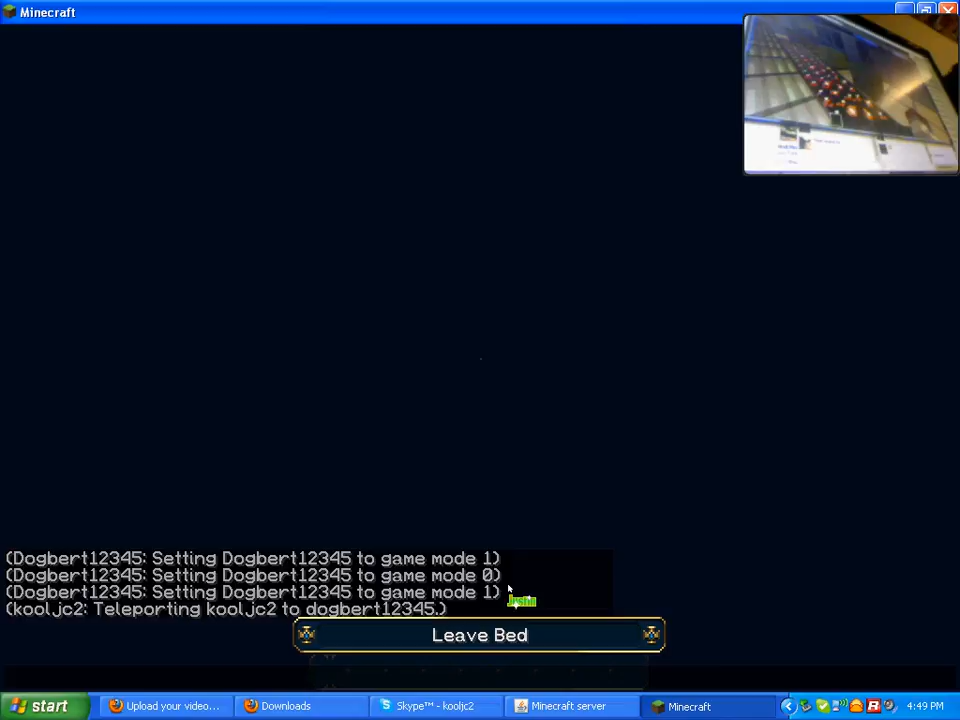 Minecraft
(Dogbert12345: Setting Dogbert12345 to game mode 1)
(Dogbert12345: Setting Dogbert12345 to game mode 0)
(Dogbert12345: Setting Dogbert12345 to game mode 1)
(kooljc2: Teleporting kooljc2 to dogbert12345.)
Leave Bed
start
Upload your video...
Downloads
Skype™ - kooljc2
Minecraft server
Minecraft
4:49 PM